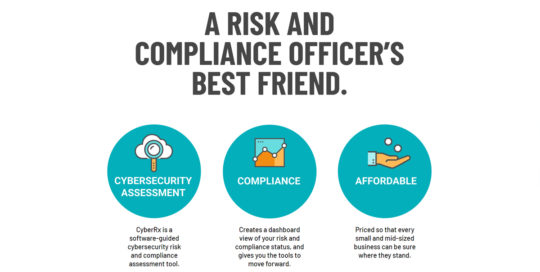 A RISK AND
COMPLIANCE OFFICER'S
BEST FRIEND.
CYBERSECURITY
ASSESSMENT
CyberRx is a
software-guided
cybersecurity risk
and compliance
assessment tool.
COMPLIANCE
Creates a dashboard
view of your risk and
compliance status, and
gives you the tools to
move forward.
AFFORDABLE
Priced so that every
small and mid-sized
business can be sure
where they stand.